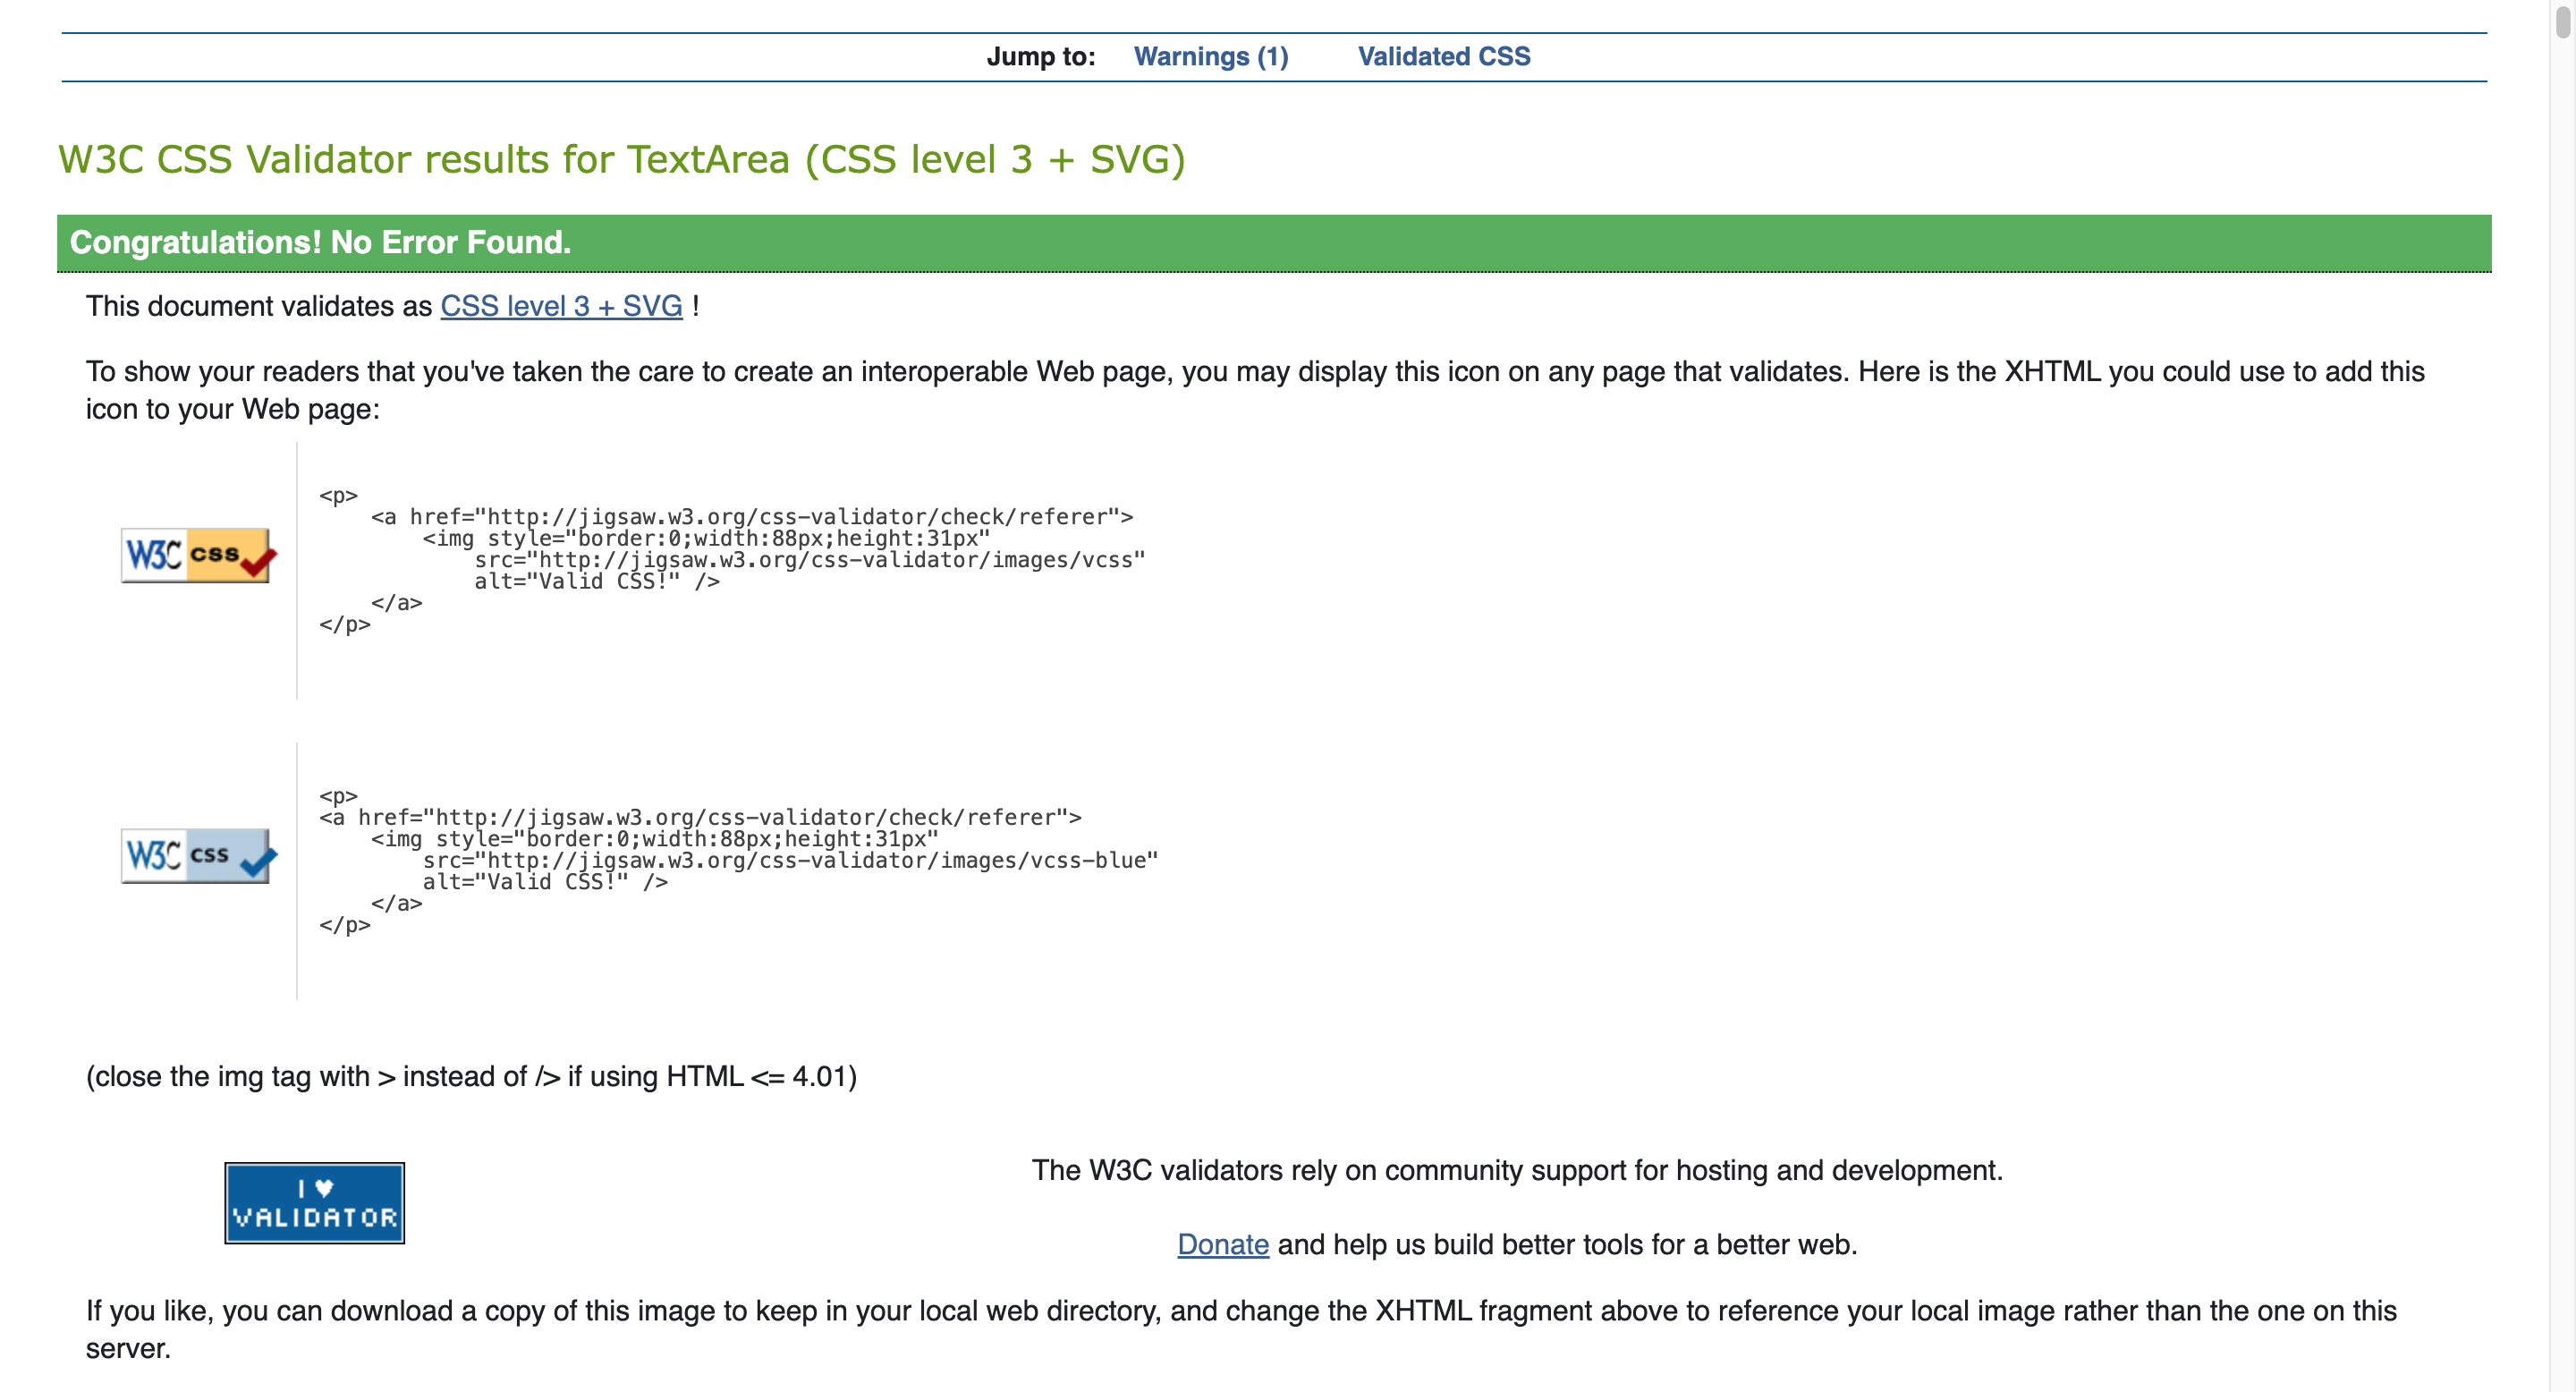 Jump to: Warnings (1) Validated CSS
W3C CSS Validator results for TextArea (CSS level 3 + SVG)
Congratulations! No Error Found.
This document validates as CSS level 3 + SVG !
To show your readers that you've taken the care to create an interoperable Web page, you may display this icon on any page that validates. Here is the XHTML you could use to add this
icon to your Web page:
W3C css
<p>
    <a href="http://jigsaw.w3.org/css-validator/check/referer">
        <img style="border:0;width:88px;height:31px"
            src="http://jigsaw.w3.org/css-validator/images/vcss"
            alt="Valid CSS!" />
    </a>
</p>
W3C css
<p>
<a href="http://jigsaw.w3.org/css-validator/check/referer">
    <img style="border:0;width:88px;height:31px"
        src="http://jigsaw.w3.org/css-validator/images/vcss-blue"
        alt="Valid CSS!" />
    </a>
</p>
(close the img tag with > instead of /> if using HTML <= 4.01)
I ♥
VALIDATOR
The W3C validators rely on community support for hosting and development.
Donate and help us build better tools for a better web.
If you like, you can download a copy of this image to keep in your local web directory, and change the XHTML fragment above to reference your local image rather than the one on this
server.